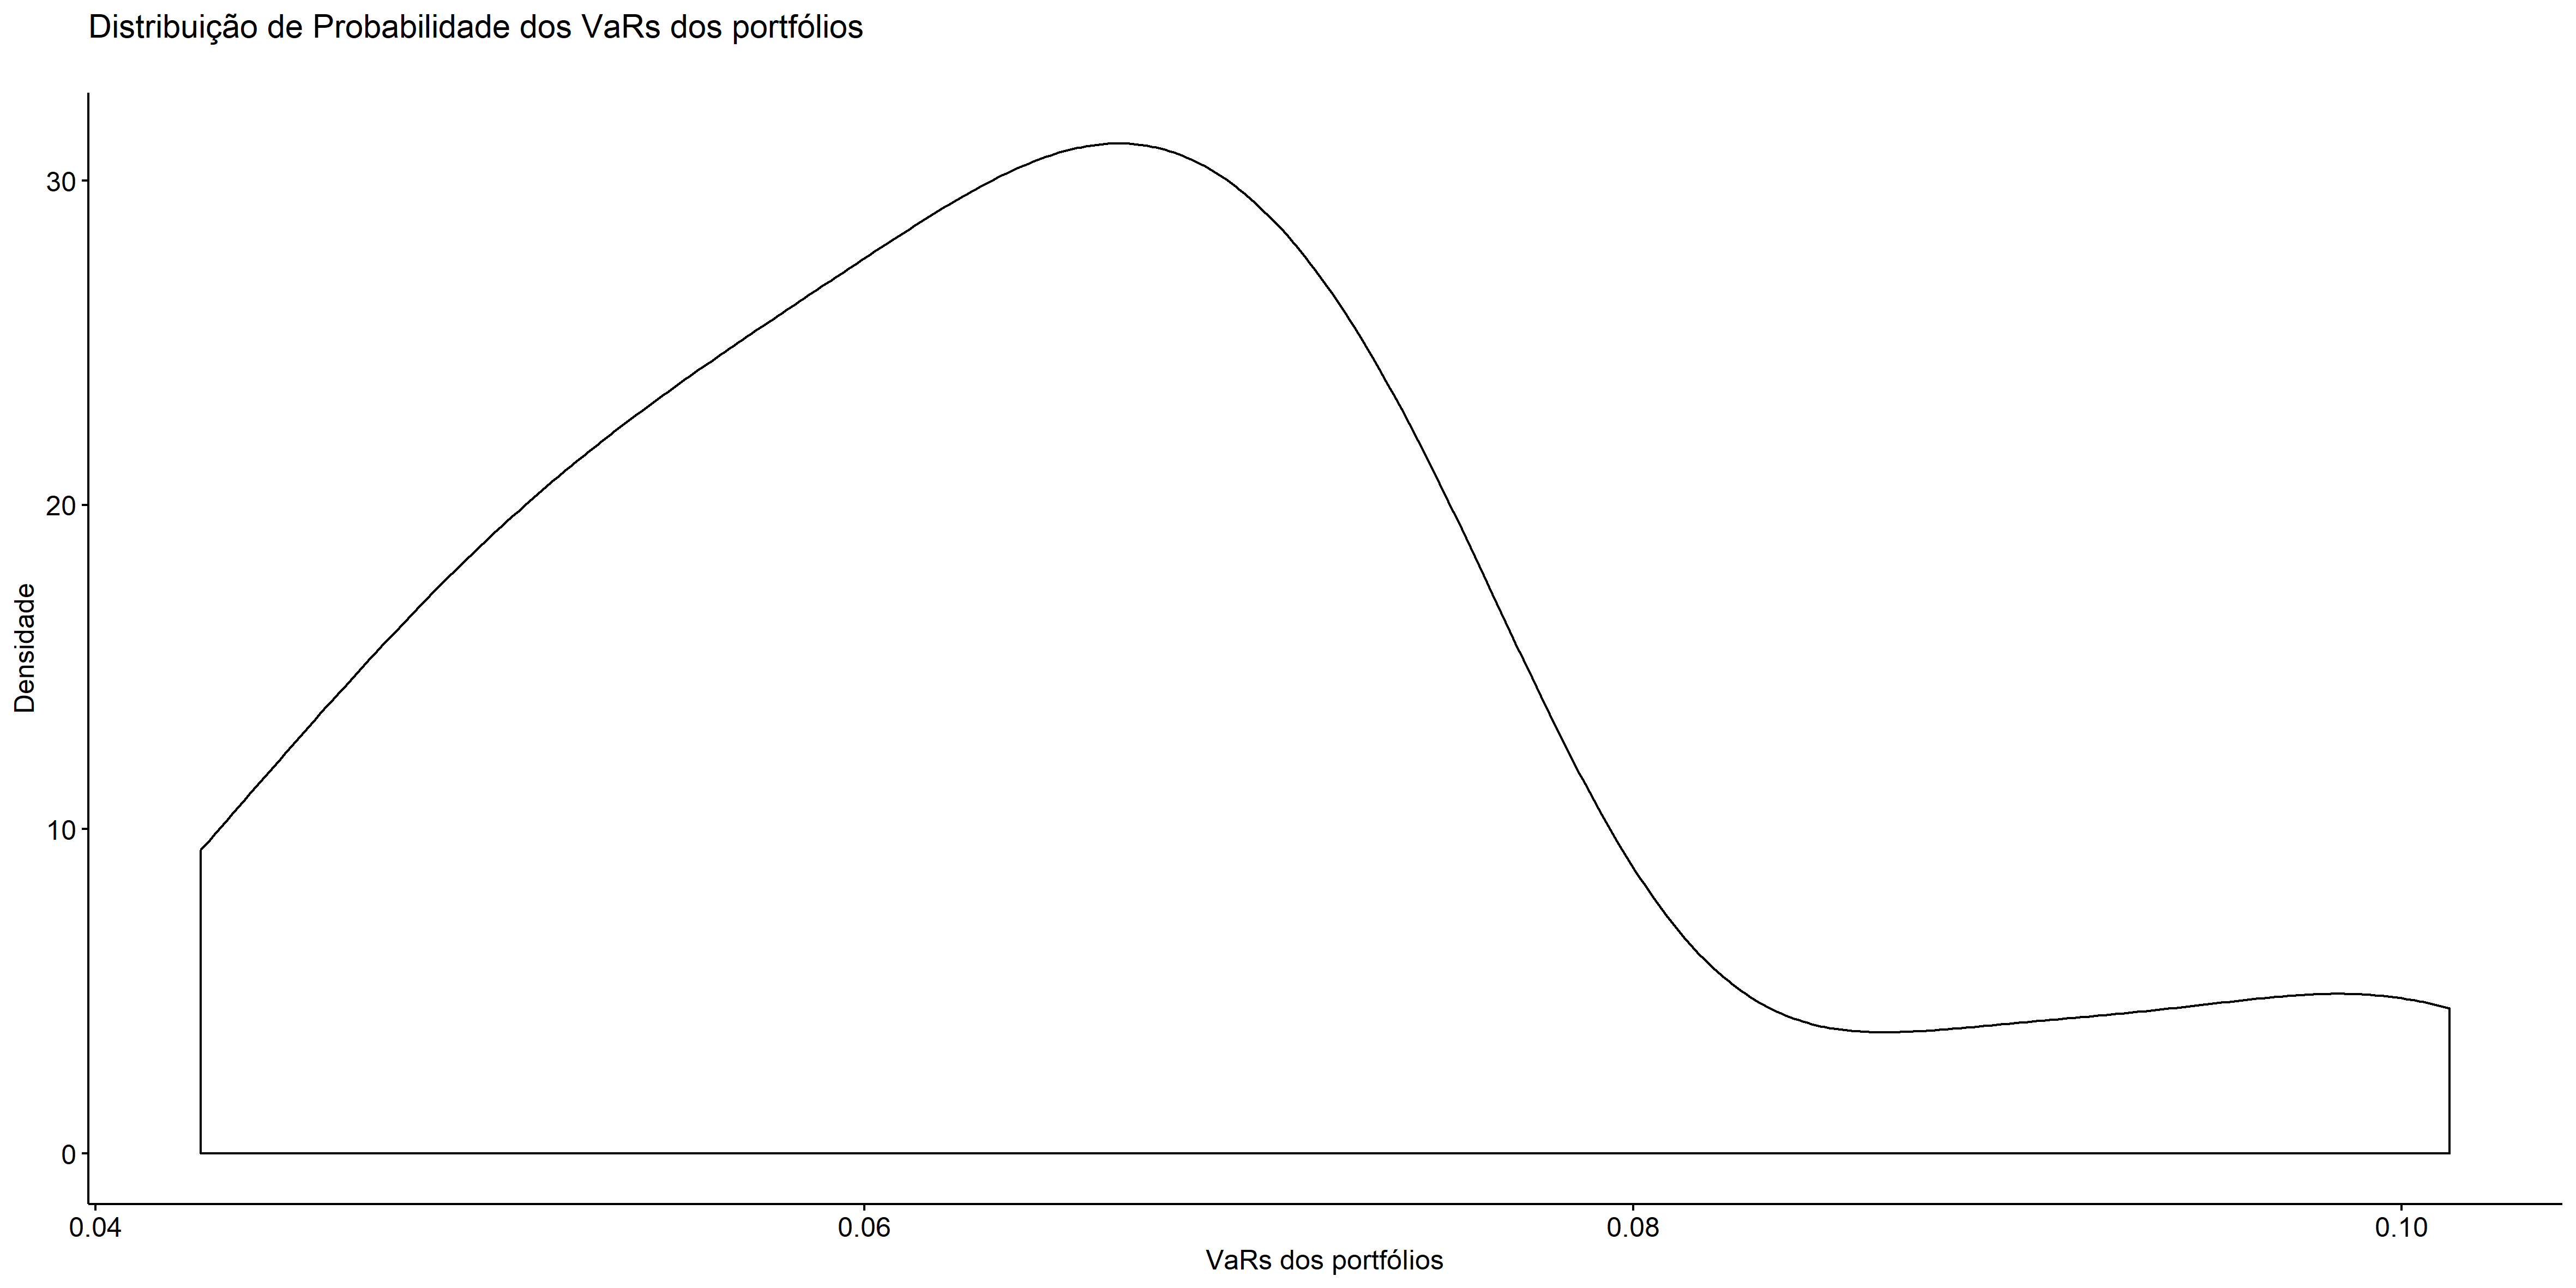 Distribuição de Probabilidade dos VaRs dos portfólios
30
20
10
0
Densidade
0.04 0.06 0.08 0.10
VaRs dos portfólios